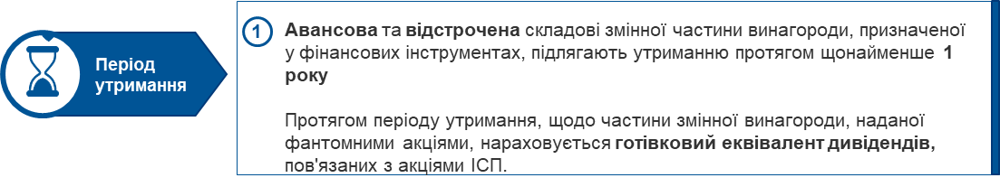 Період
утримання
1
Авансова та відстрочена складові змінної частини винагороди, призначеної
у фінансових інструментах, підлягають утриманню протягом щонайменше 1
року
Протягом періоду утримання, щодо частини змінної винагороди, наданої
фантомними акціями, нараховується готівковий еквівалент дивідендів,
пов'язаних з акціями ІСП.